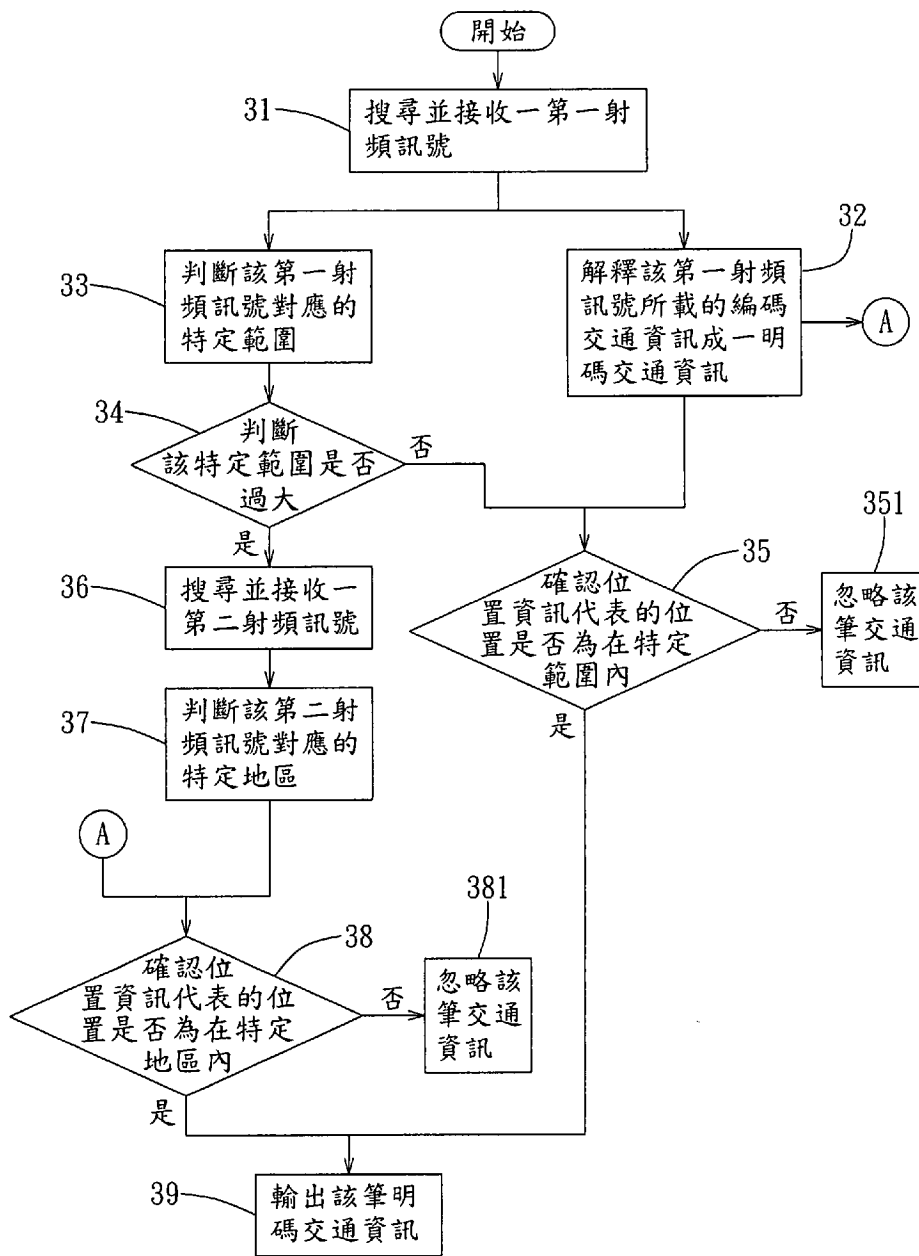 開始
31
搜尋並接收一第一射
頻訊號
33
判斷該第一射
頻訊號對應的
特定範圍
32
解釋該第一射頻
訊號所載的編碼
交通資訊成一明
碼交通資訊
A
34
判斷
該特定範圍是否
過大
否
是
36
搜尋並接收一
第二射頻訊號
35
確認位
置資訊代表的位
置是否為在特定
範圍內
否
是
351
忽略該
筆交通
資訊
37
判斷該第二射
頻訊號對應的
特定地區
A
38
確認位
置資訊代表的位
置是否為在特定
地區內
否
是
381
忽略該
筆交通
資訊
39
輸出該筆明
碼交通資訊